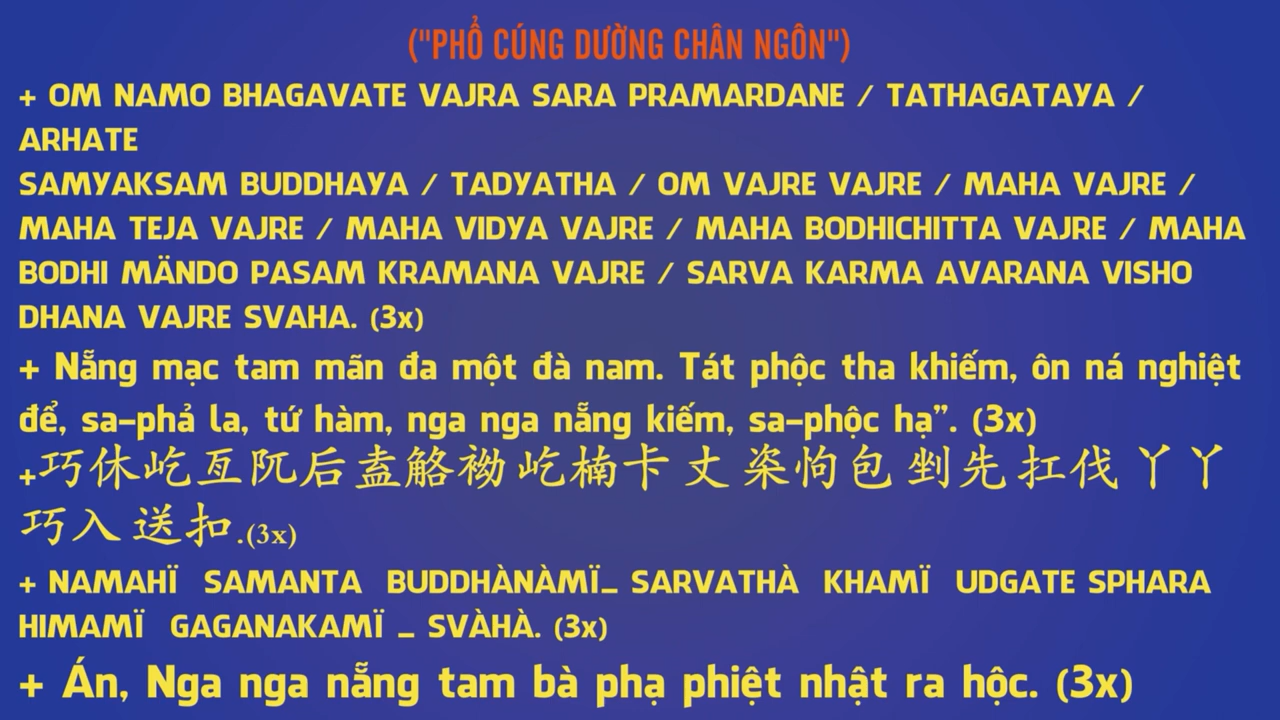 ("PHỔ CÚNG DƯỜNG CHÂN NGÔN")
+ OM NAMO BHAGAVATE VAJRA SARA PRAMARDANE / TATHAGATAYA /
ARHATE
SAMYAKSAM BUDDHAYA / TADYATHA / OM VAJRE VAJRE / MAHA VAJRE /
MAHA TEJA VAJRE / MAHA VIDYA VAJRE / MAHA BODHICHITTA VAJRE / MAHA
BODHI MÄNDO PASAM KRAMANA VAJRE / SARVA KARMA AVARANA VISHO
DHANA VAJRE SVAHA. (3x)
+ Nẵng mạc tam mãn đa một đà nam. Tát phộc tha khiếm, ôn ná nghiệt
để, sa-phả la, tứ hàm, nga nga nẵng kiếm, sa-phộc hạ”. (3x)
+巧休屹亙阬后盍觡袎屹楠卡丈栥怐包剉先扛伐丫丫
巧入送扣.(3x)
+ NAMAHÏ SAMANTA BUDDHÀNÀMÏ_ SARVATHÀ KHAMÏ UDGATE SPHARA
HIMAMÏ GAGANAKAMÏ _ SVÀHÀ. (3x)
+ Án, Nga nga nẵng tam bà phạ phiệt nhật ra hộc. (3x)